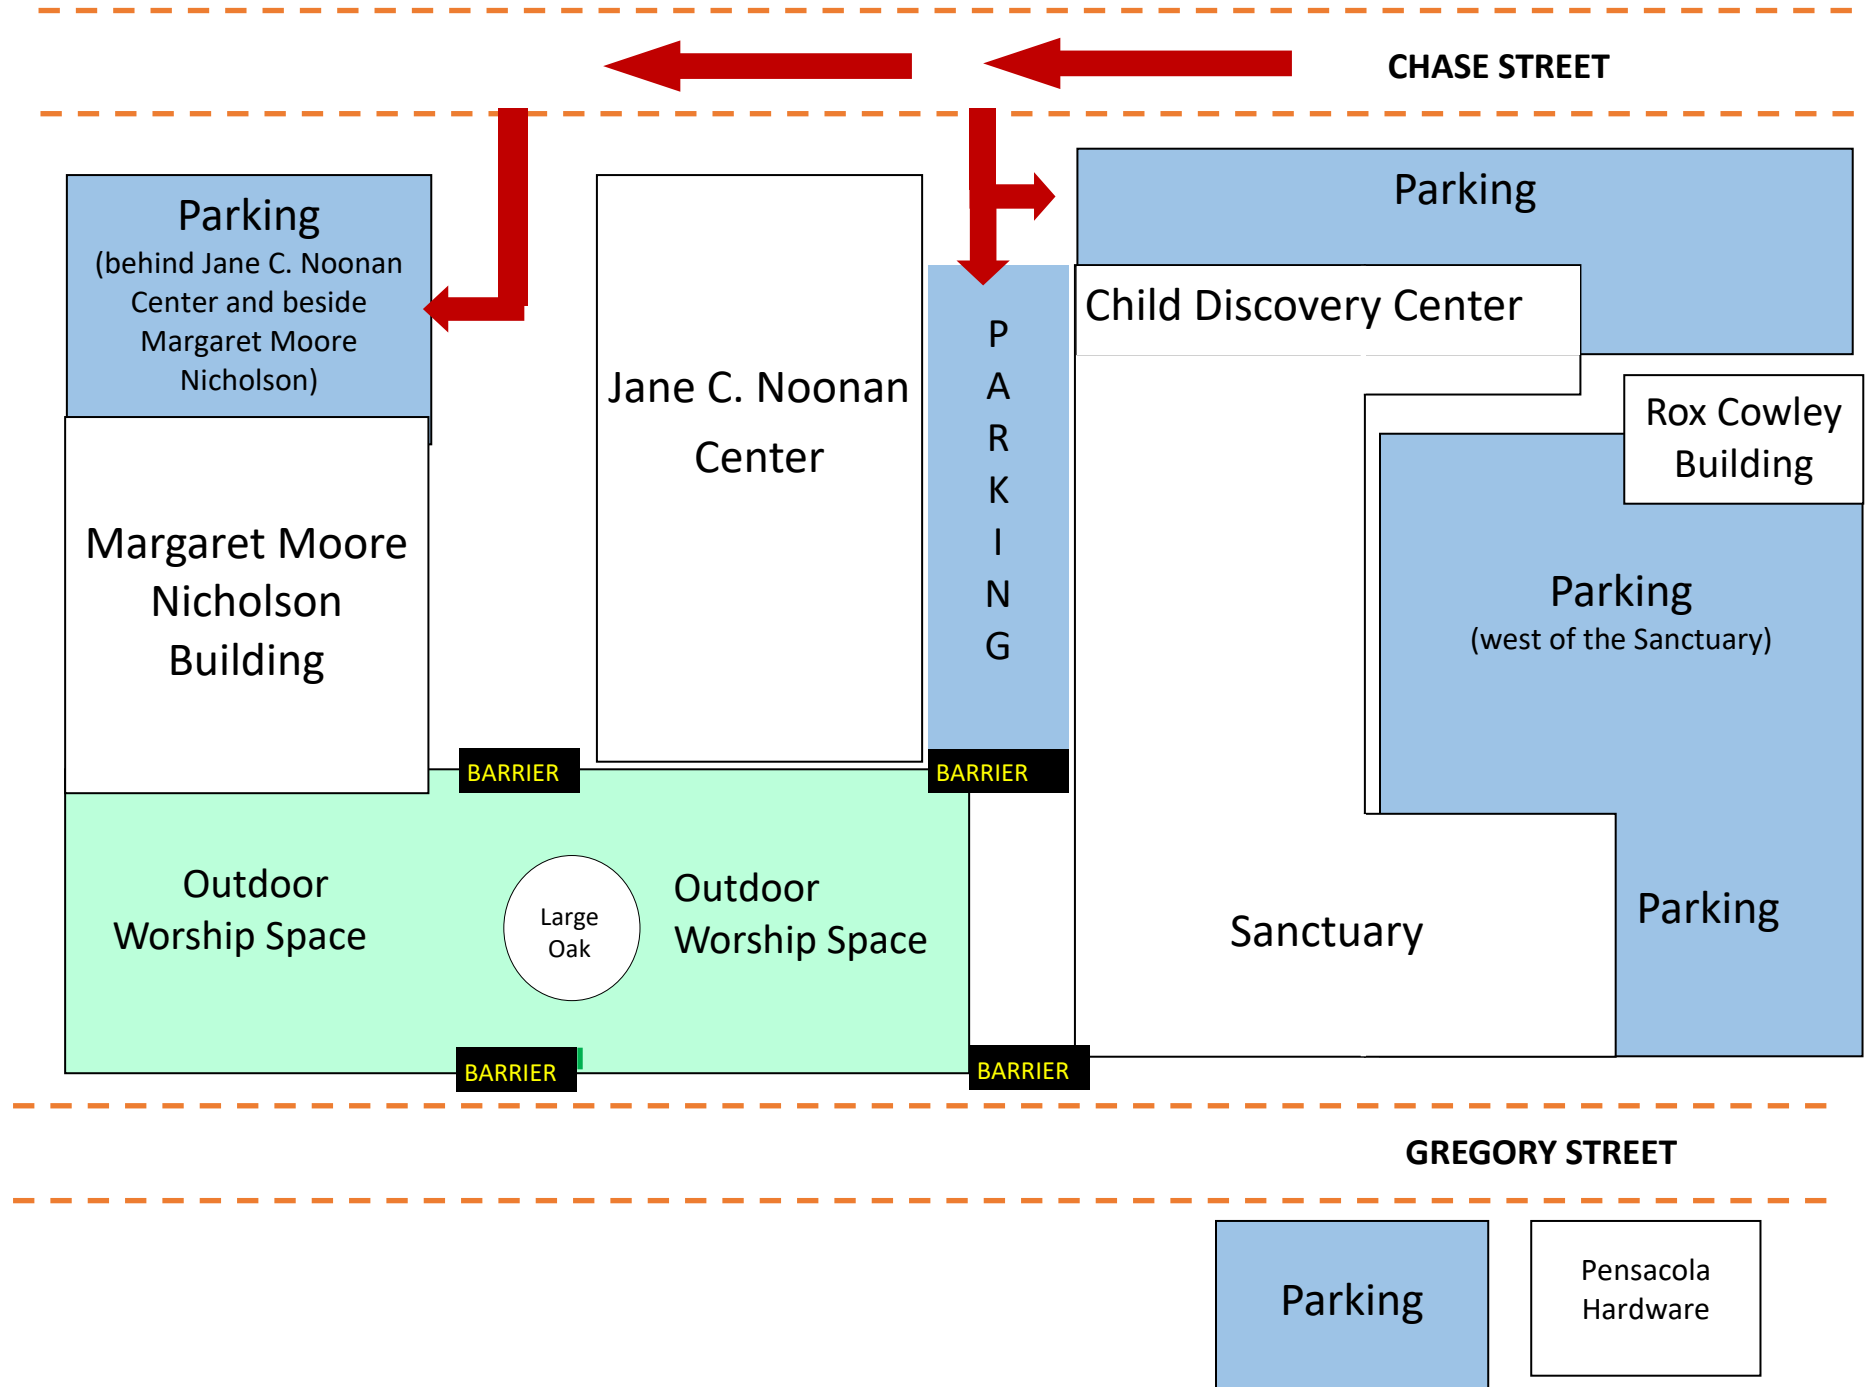 CHASE STREET
Parking
(behind Jane C. Noonan
Center and beside
Margaret Moore
Nicholson)
Parking
Child Discovery Center
Jane C. Noonan
Center
P
A
R
K
I
N
G
Rox Cowley
Building
Margaret Moore
Nicholson
Building
Parking
(west of the Sanctuary)
BARRIER
BARRIER
Outdoor
Worship Space
Large
Oak
Outdoor
Worship Space
Sanctuary
Parking
BARRIER
BARRIER
GREGORY STREET
Parking
Pensacola
Hardware